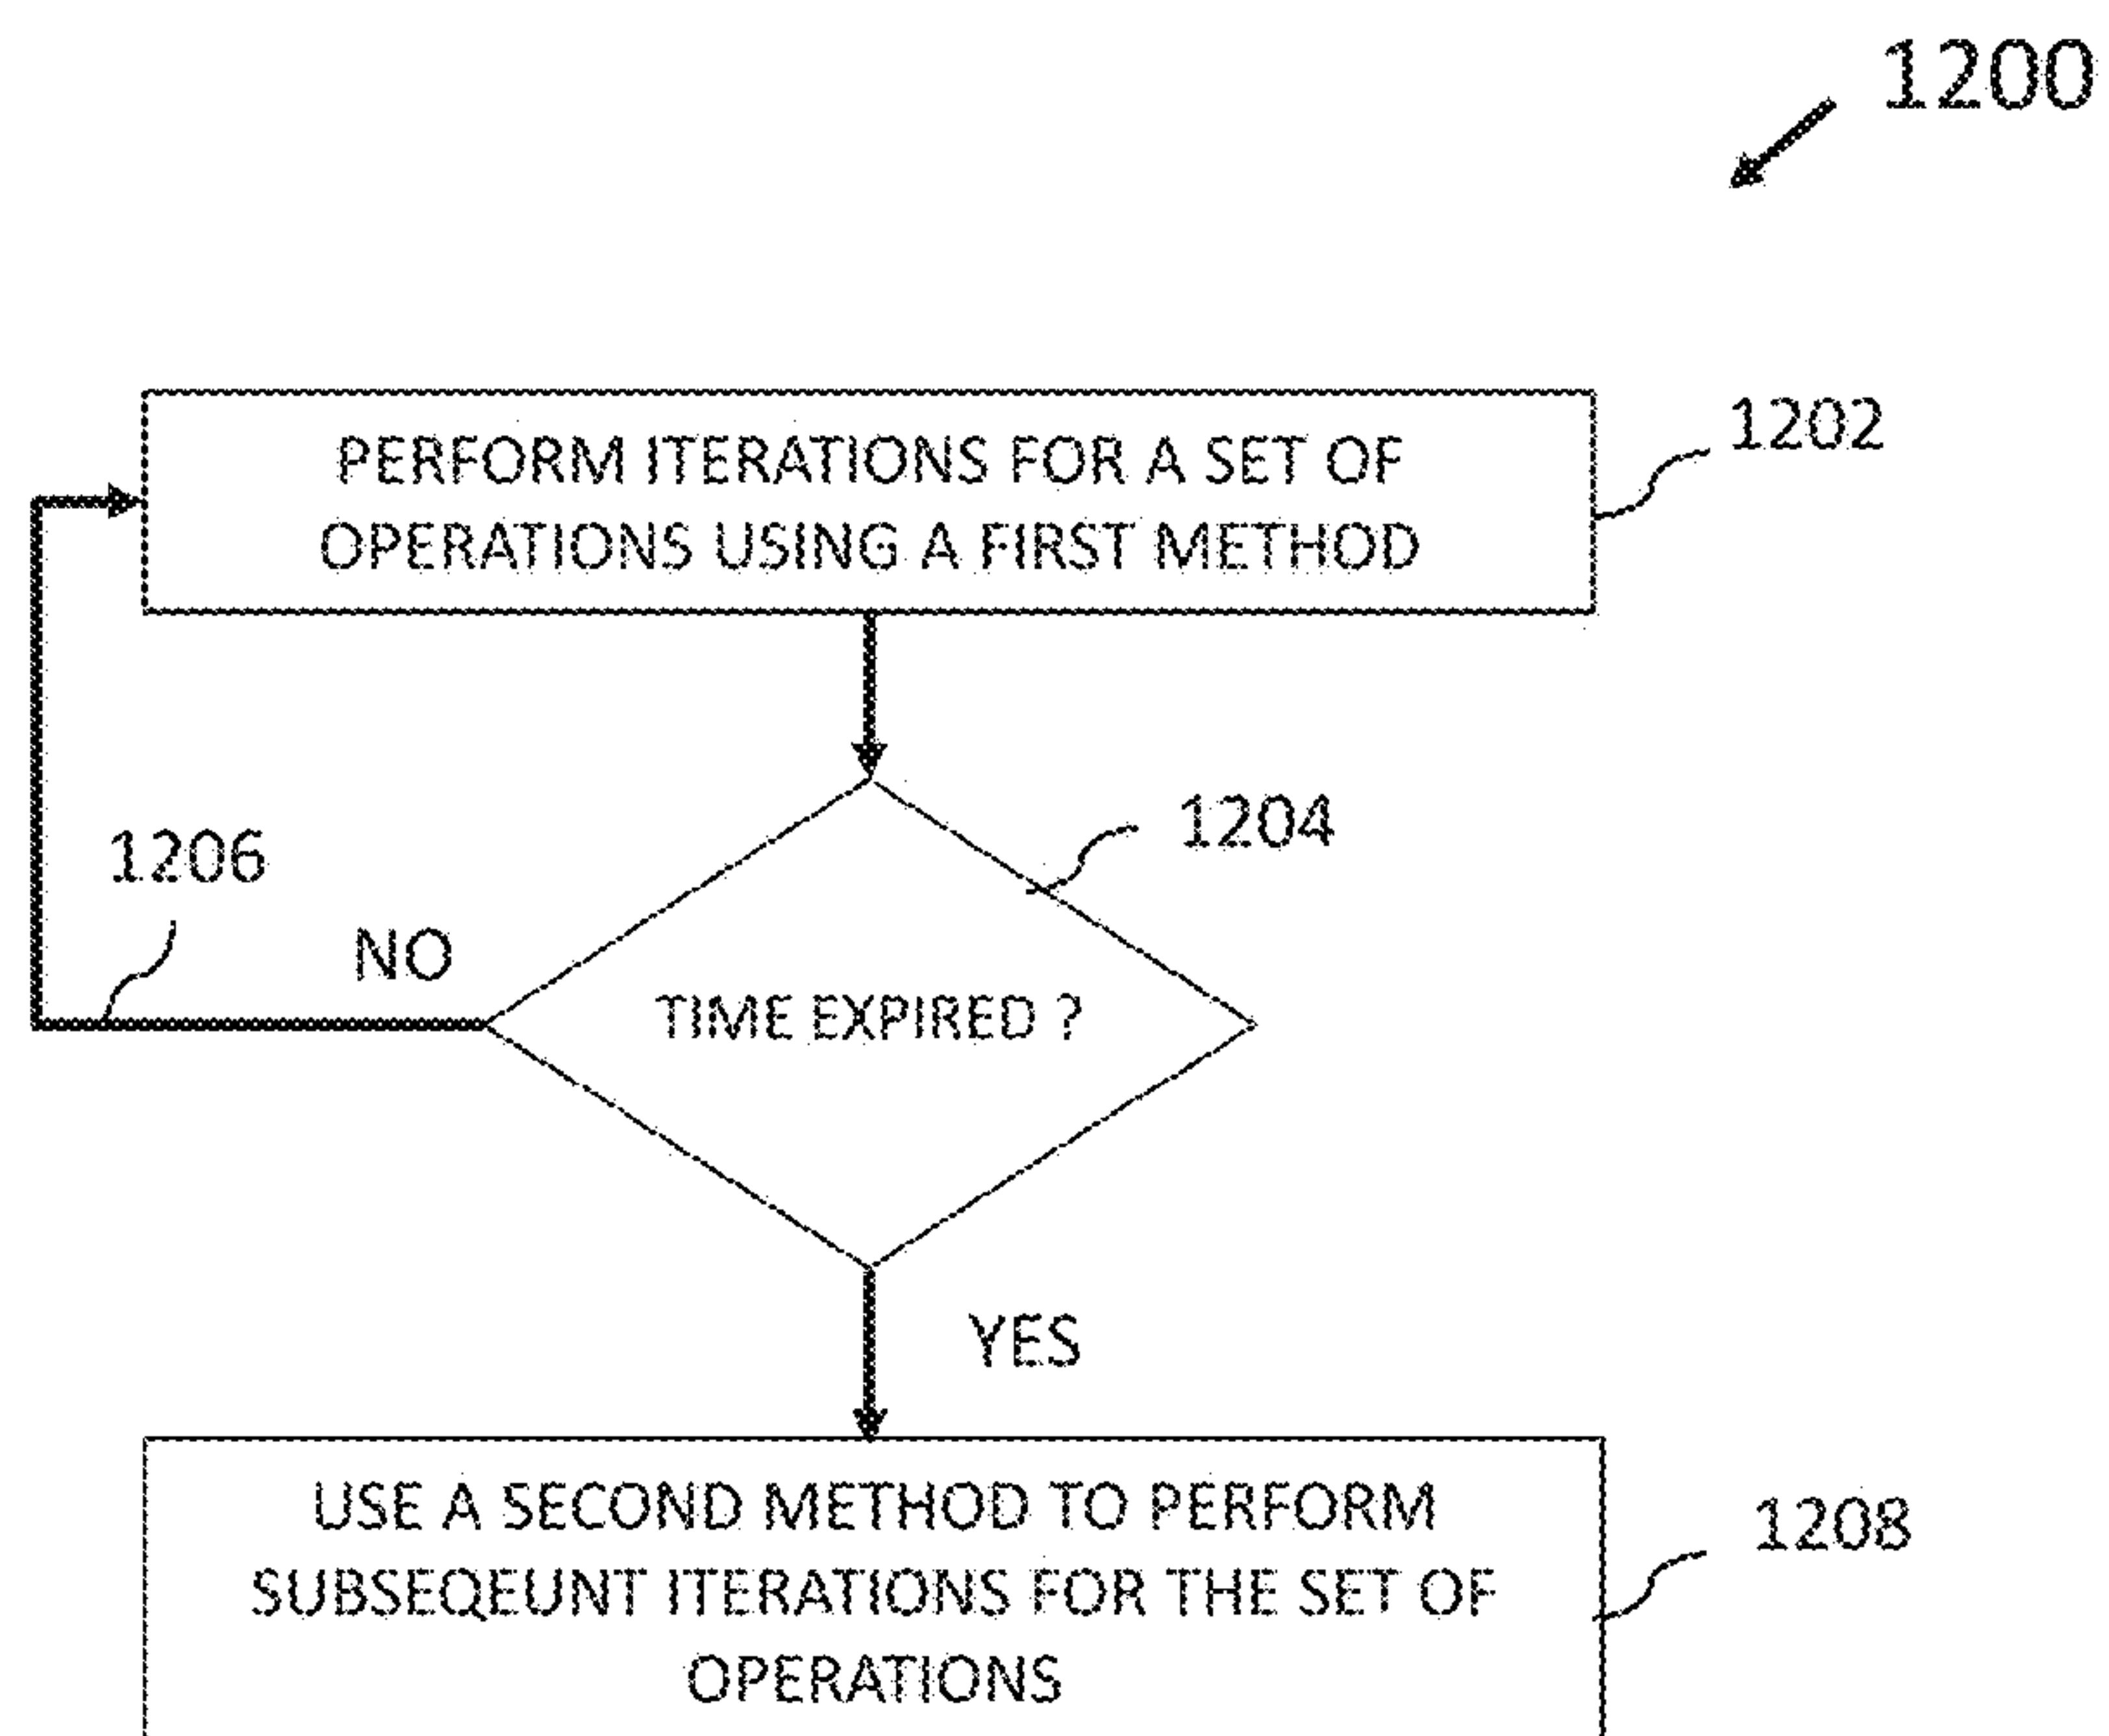 1200
PERFORM ITERATIONS FOR A SET OF
OPERATIONS USING A FIRST METHOD
1202
1204
1206
NO
TIME EXPIRED ?
YES
USE A SECOND METHOD TO PERFORM
SUBSEQEUNT ITERATIONS FOR THE SET OF
OPERATIONS
1208